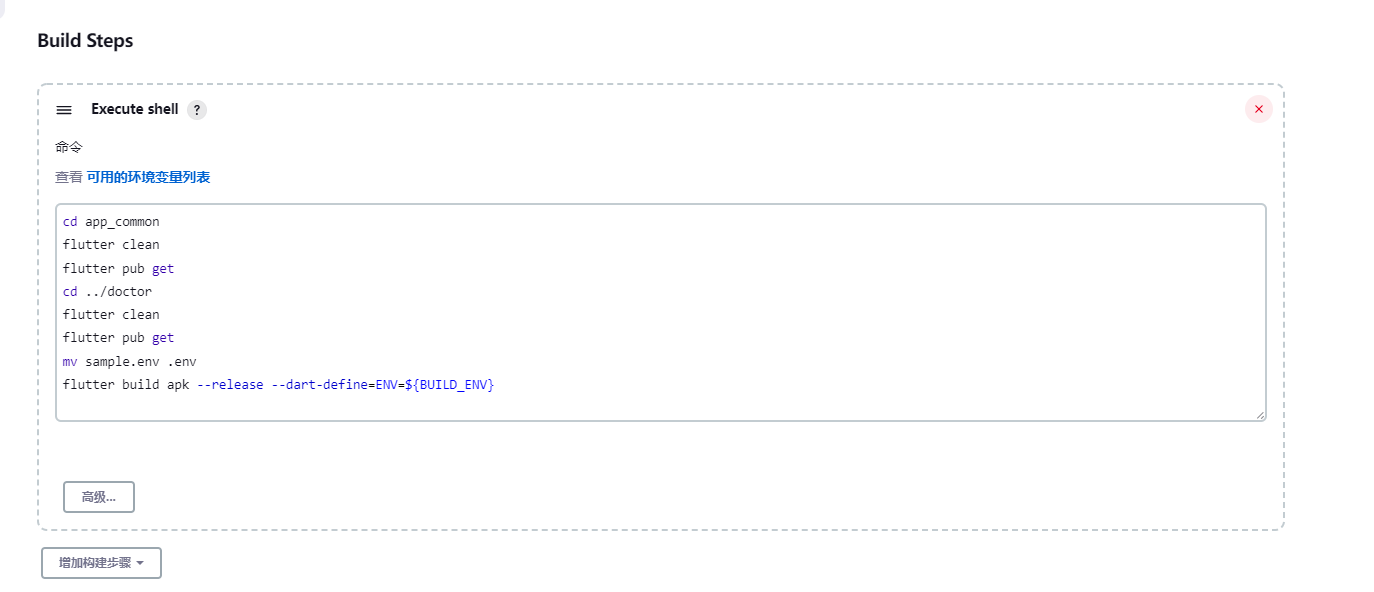 Build Steps
Execute shell ?
命令
查看 可用的环境变量列表
cd app_common
flutter clean
flutter pub get
cd ../doctor
flutter clean
flutter pub get
mv sample.env .env
flutter build apk --release --dart-define=ENV=${BUILD_ENV}
高级...
增加构建步骤